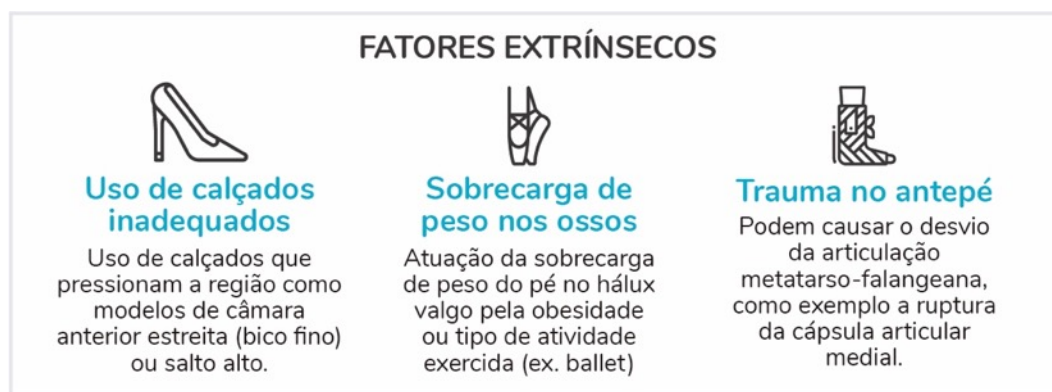 FATORES EXTRÍNSECOS
Uso de calçados
inadequados
Uso de calçados que
pressionam a região como
modelos de câmara
anterior estreita (bico fino)
ou salto alto.
Sobrecarga de
peso nos ossos
Atuação da sobrecarga
de peso do pé no hálux
valgo pela obesidade
ou tipo de atividade
exercida (ex. ballet)
Trauma no antepé
Podem causar o desvio
da articulação
metatarso-falangeana,
como exemplo a ruptura
da cápsula articular
medial.